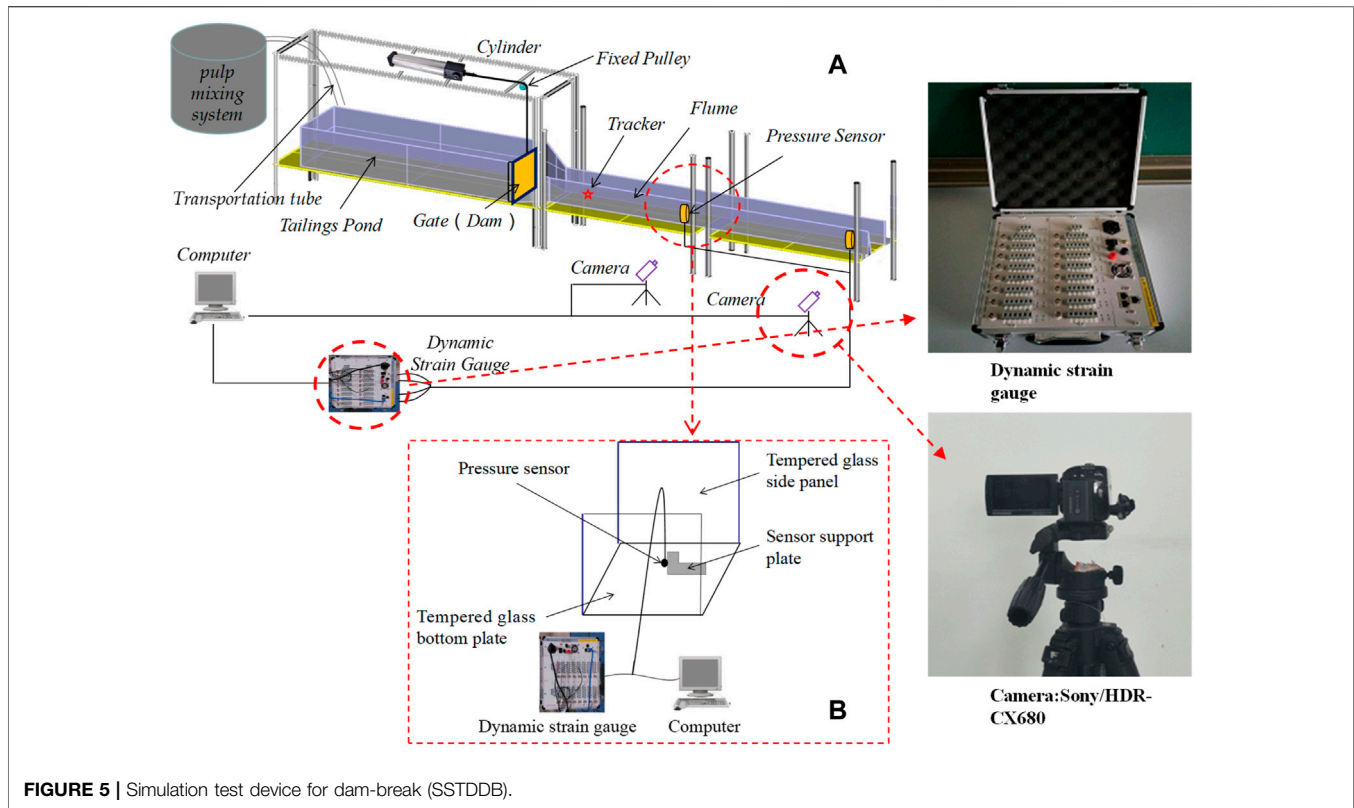 pulp
mixing
system
Cylinder
Fixed Pulley
A
Tracker
Flume
Pressure Sensor
Transportation tube
Tailings Pond
Gate ( Dam )
Computer
Camera
Camera
Dynamic
Strain Gauge
Dynamic strain
gauge
Pressure sensor
Tempered glass
side panel
Sensor support
plate
Tempered glass
bottom plate
Dynamic strain gauge
Computer
B
Camera:Sony/HDR-
CX680
FIGURE 5 | Simulation test device for dam-break (SSTDDB).